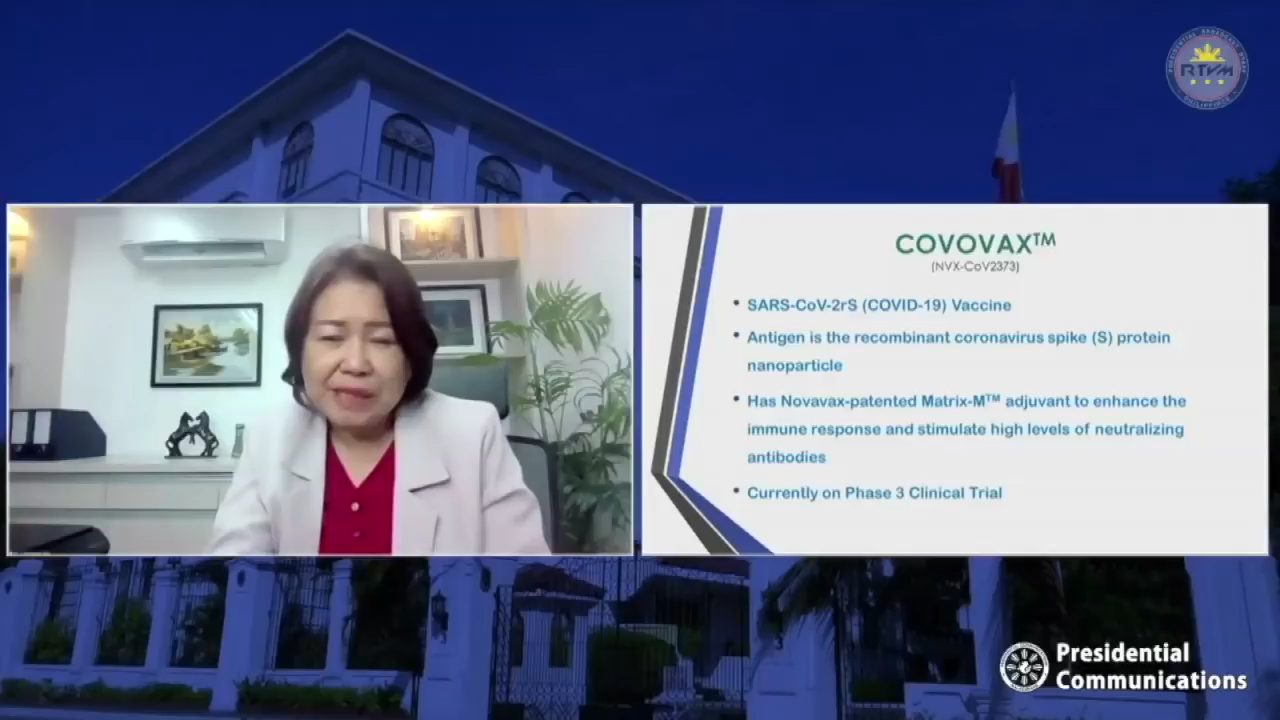 RTVM
COVOVAX™
(NVX-CoV2373)
• SARS-CoV-2rS (COVID-19) Vaccine
• Antigen is the recombinant coronavirus spike (S) protein
nanoparticle
• Has Novavax-patented Matrix-M™ adjuvant to enhance the
immune response and stimulate high levels of neutralizing
antibodies
• Currently on Phase 3 Clinical Trial
Presidential
Communications